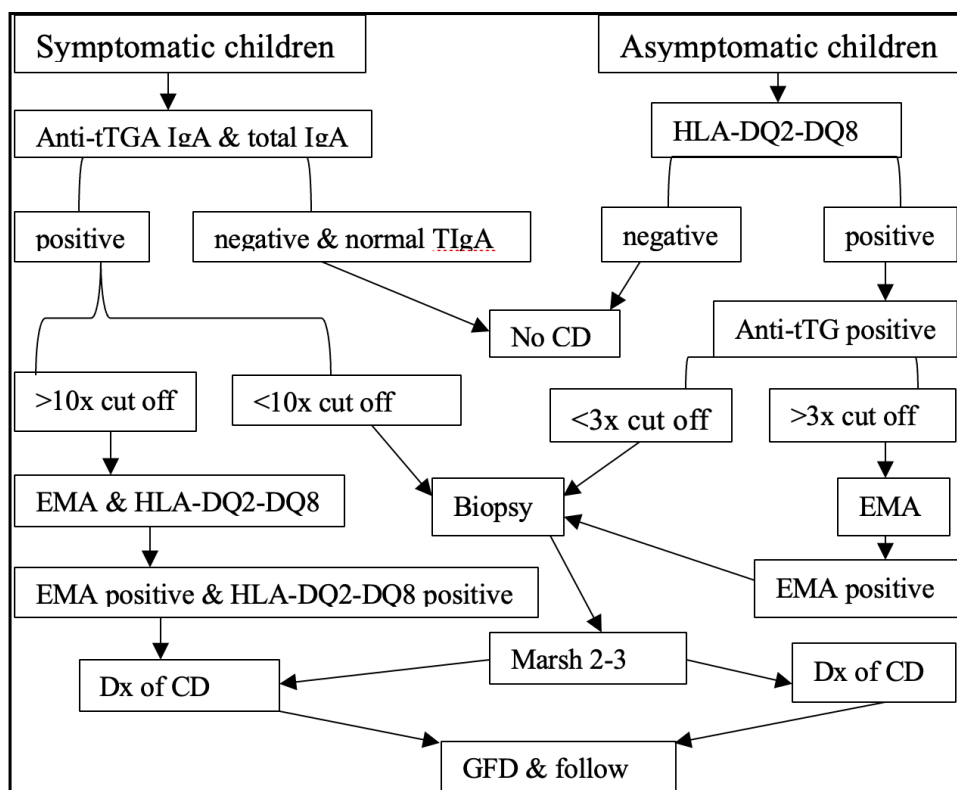 Symptomatic children
Asymptomatic children
Anti-tTGA IgA & total IgA
HLA-DQ2-DQ8
positive
negative & normal TIgA
negative
positive
No CD
Anti-tTG positive
>10x cut off
<10x cut off
<3x cut off
>3x cut off
EMA & HLA-DQ2-DQ8
Biopsy
EMA
EMA positive & HLA-DQ2-DQ8 positive
EMA positive
Marsh 2-3
Dx of CD
Dx of CD
GFD & follow